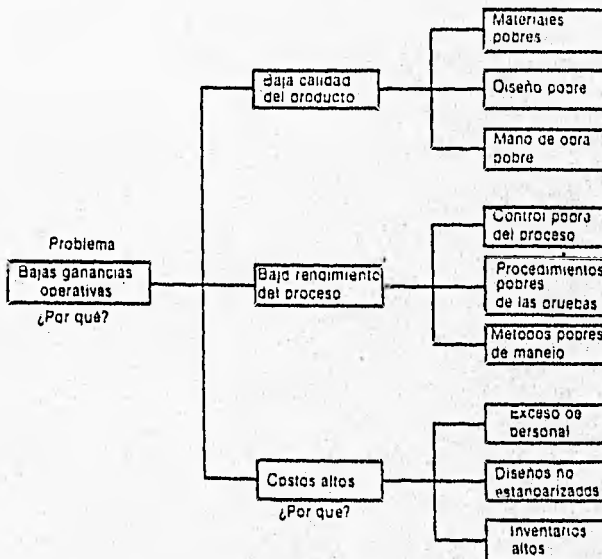 Materiales
pobres
Baja calidad
del producto
Diseño pobre
Mano de obra
pobre
Problema
Bajas ganancias
operativas
¿Por qué?
Bajo rendimiento
del proceso
Control pobre
del proceso
Procedimientos
pobres
de las pruebas
Metodos pobres
de manejo
Costos altos
¿Por que?
Exceso de
personal
Diseños no
estandarizados
Inventarios
altos